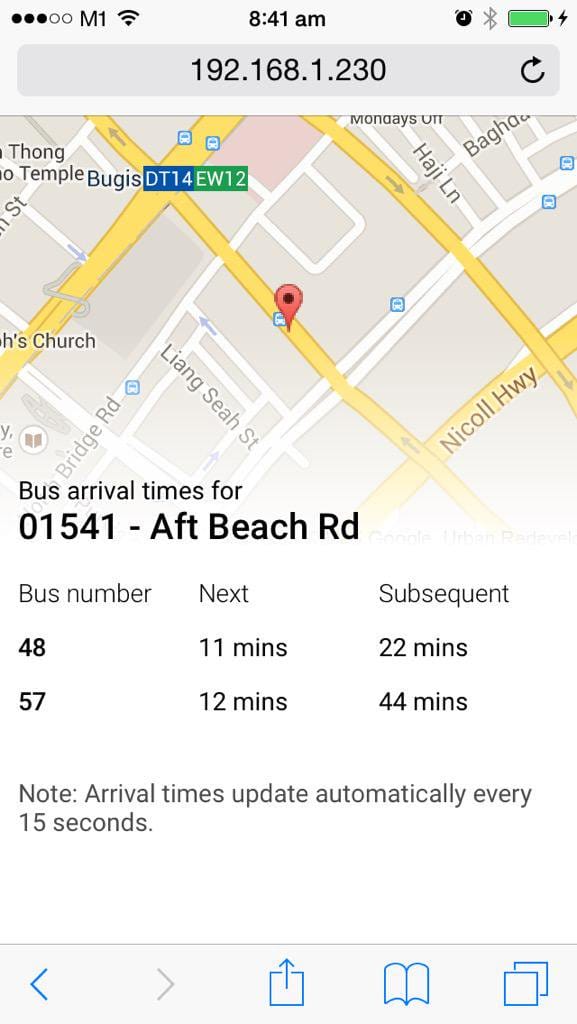 M1
8:41 am
192.168.1.230
Mondays Off
Thong
Temple
Bugis DT14 EW12
Haji Ln
Baghda
n St
ph's Church
Liang Seah St
Bridge Rd
Nicoll Hwy
Bus arrival times for
01541 - Aft Beach Rd
Google, Urban Redevel
Bus number Next Subsequent
48 11 mins 22 mins
57 12 mins 44 mins
Note: Arrival times update automatically every
15 seconds.